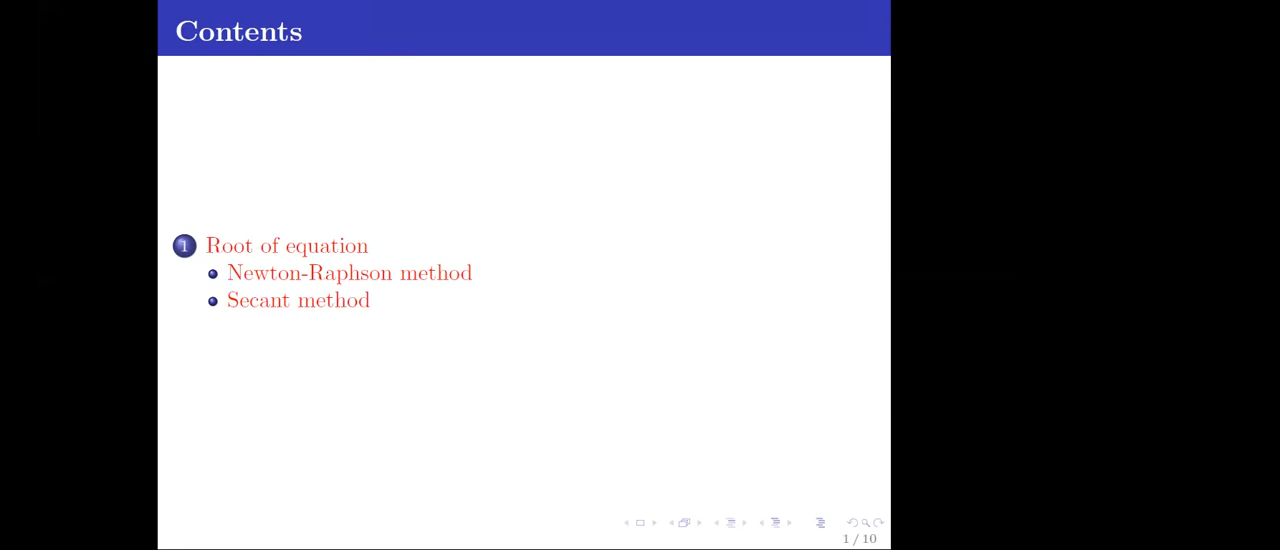 Contents
1 Root of equation
Newton-Raphson method
Secant method
1 / 10